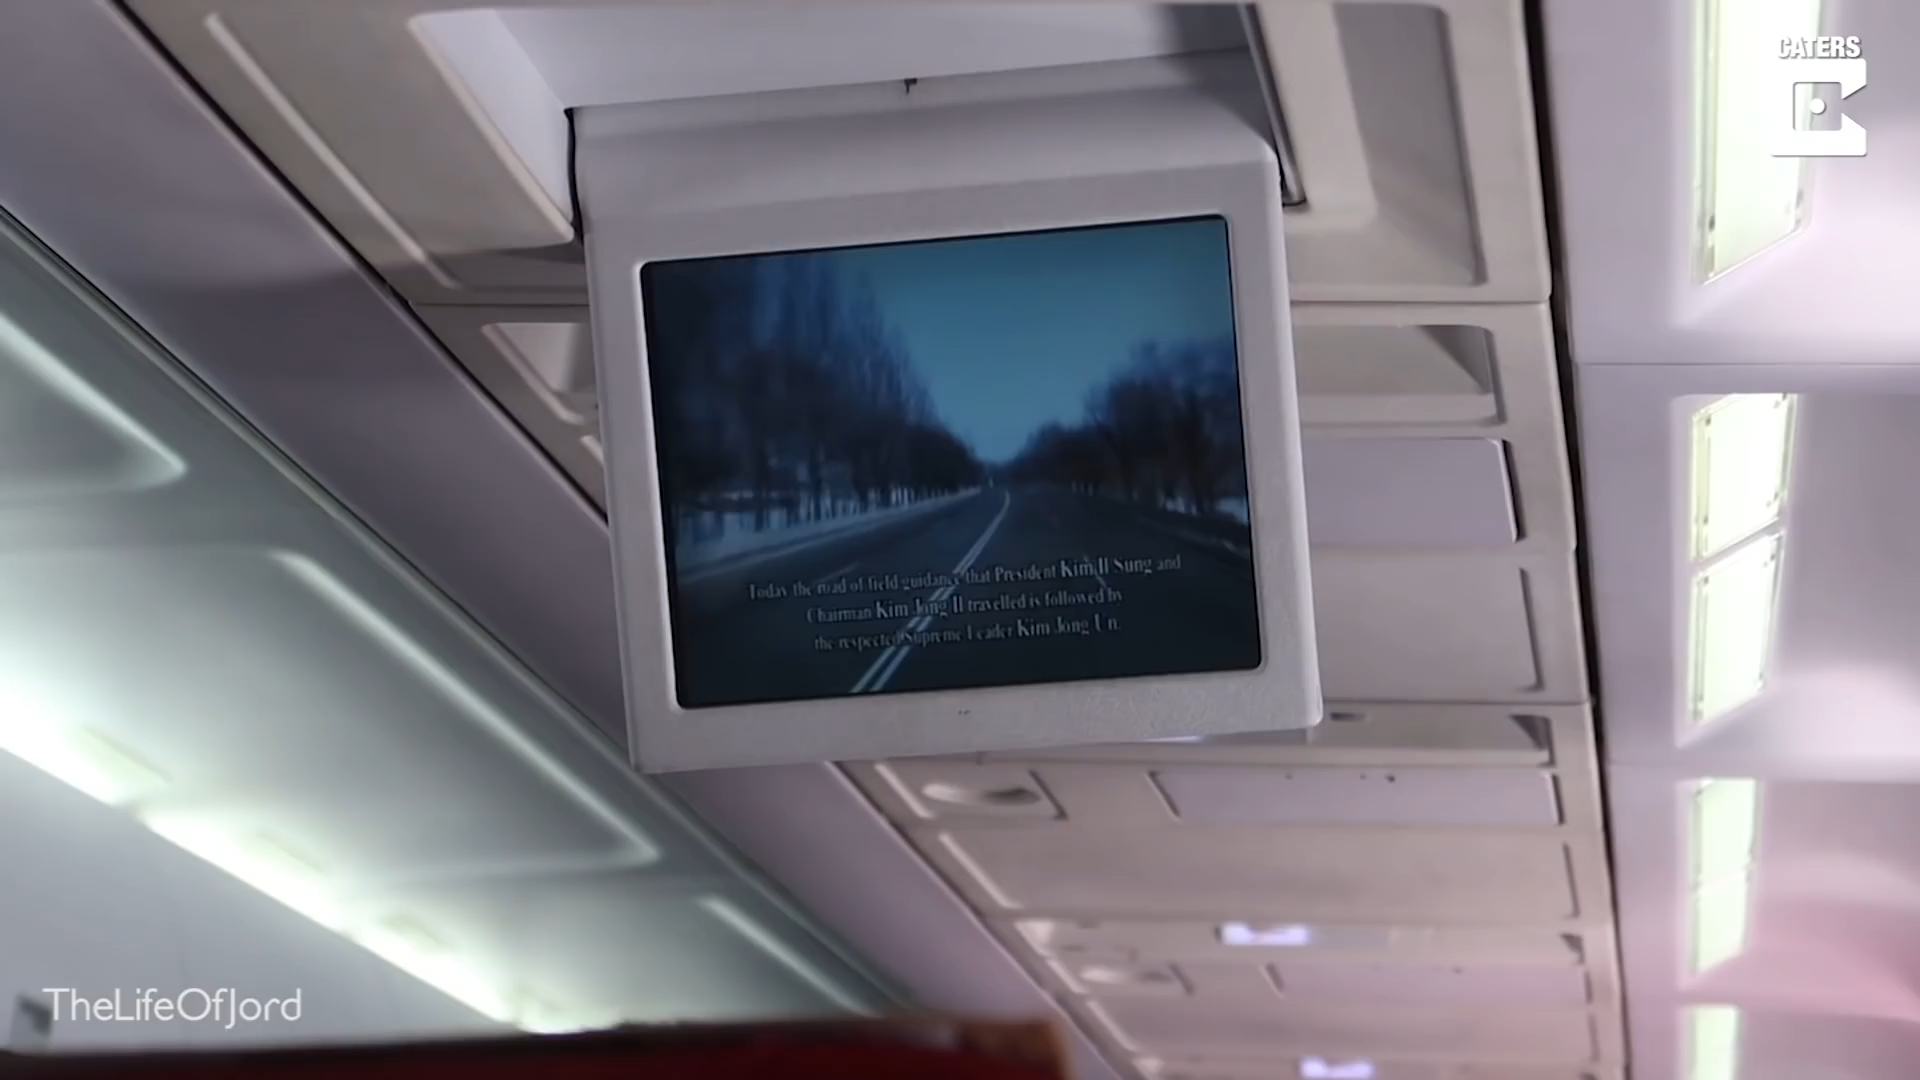 CATERS
Today the road of field guidance that President Kim Il Sung and
Chairman Kim Jong Il travelled is followed by
the respected Supreme Leader Kim Jong Un.
TheLifeOfJord